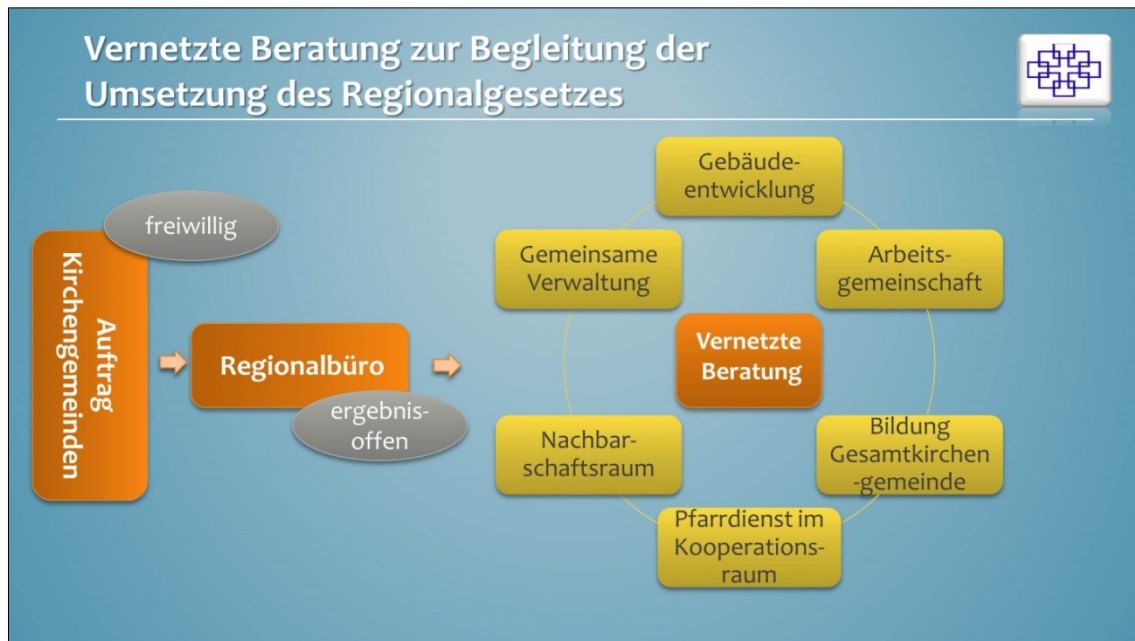 Vernetzte Beratung zur Begleitung der
Umsetzung des Regionalgesetzes
freiwillig
Auftrag
Kirchengemeinden
Regionalbüro
ergebnis-
offen
Gebäude-
entwicklung
Gemeinsame
Verwaltung
Arbeits-
gemeinschaft
Vernetzte
Beratung
Nachbar-
schaftsraum
Bildung
Gesamtkirchen
-gemeinde
Pfarrdienst im
Kooperations-
raum